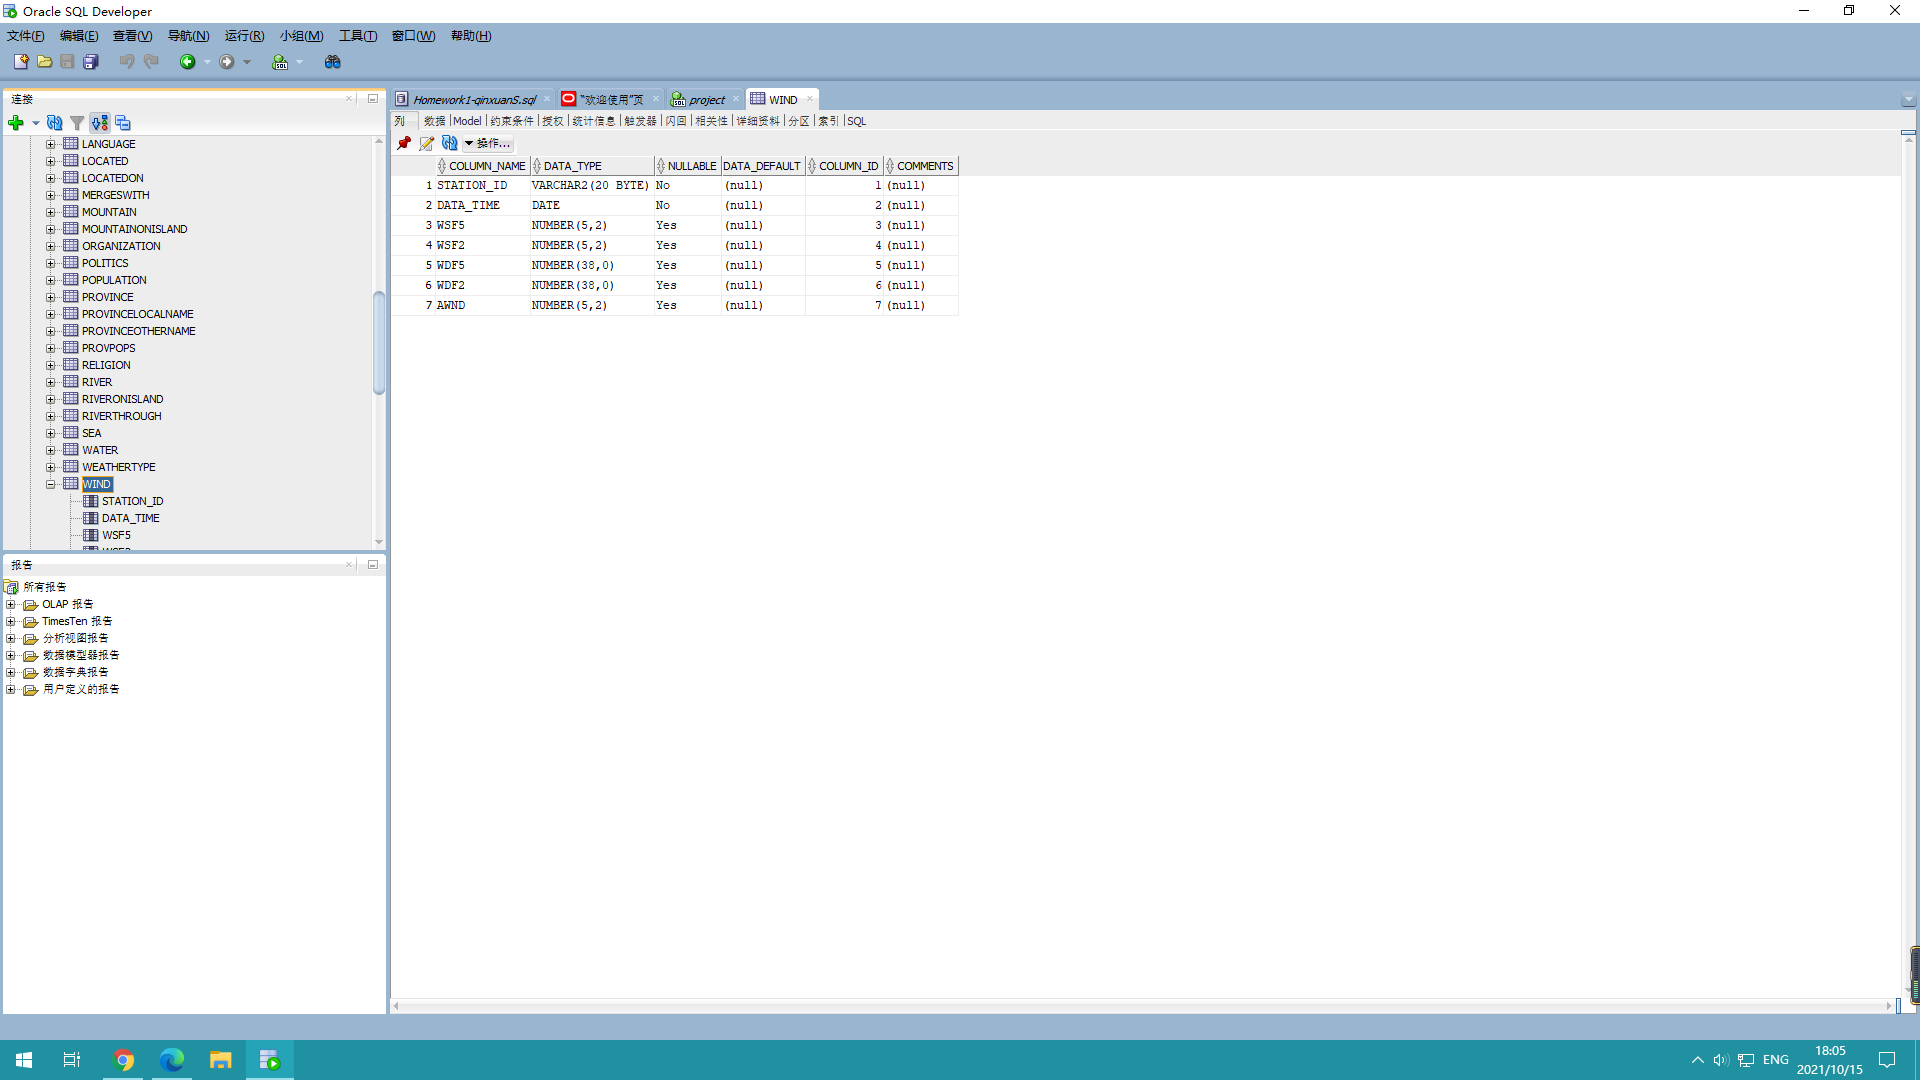 Oracle SQL Developer
文件(F) 编辑(E) 查看(V) 导航(N) 运行(R) 小组(M) 工具(T) 窗口(W) 帮助(H)
连接
LANGUAGE
LOCATED
LOCATEDON
MERGESWITH
MOUNTAIN
MOUNTAINONISLAND
ORGANIZATION
POLITICS
POPULATION
PROVINCE
PROVINCELOCALNAME
PROVINCEOTHERNAME
PROVPOPS
RELIGION
RIVER
RIVERONISLAND
RIVERTHROUGH
SEA
WATER
WEATHERTYPE
WIND
STATION_ID
DATA_TIME
WSF5
报告
所有报告
OLAP 报告
TimesTen 报告
分析视图报告
数据模型器报告
数据字典报告
用户定义的报告
Homework1-qinxuanS.sql "欢迎使用"页 project WIND
列 数据 Model 约束条件 授权 统计信息 触发器 闪回 相关性 详细资料 分区 索引 SQL
操作...
COLUMN_NAME DATA_TYPE NULLABLE DATA_DEFAULT COLUMN_ID COMMENTS
1 STATION_ID VARCHAR2(20 BYTE) No (null) 1 (null)
2 DATA_TIME DATE No (null) 2 (null)
3 WSF5 NUMBER(5,2) Yes (null) 3 (null)
4 WSF2 NUMBER(5,2) Yes (null) 4 (null)
5 WDF5 NUMBER(38,0) Yes (null) 5 (null)
6 WDF2 NUMBER(38,0) Yes (null) 6 (null)
7 AWND NUMBER(5,2) Yes (null) 7 (null)
ENG
18:05
2021/10/15